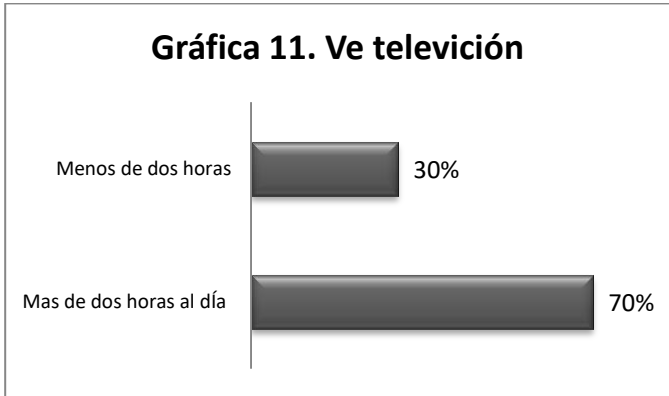 Gráfica 11. Ve televición
Menos de dos horas
30%
Mas de dos horas al día
70%